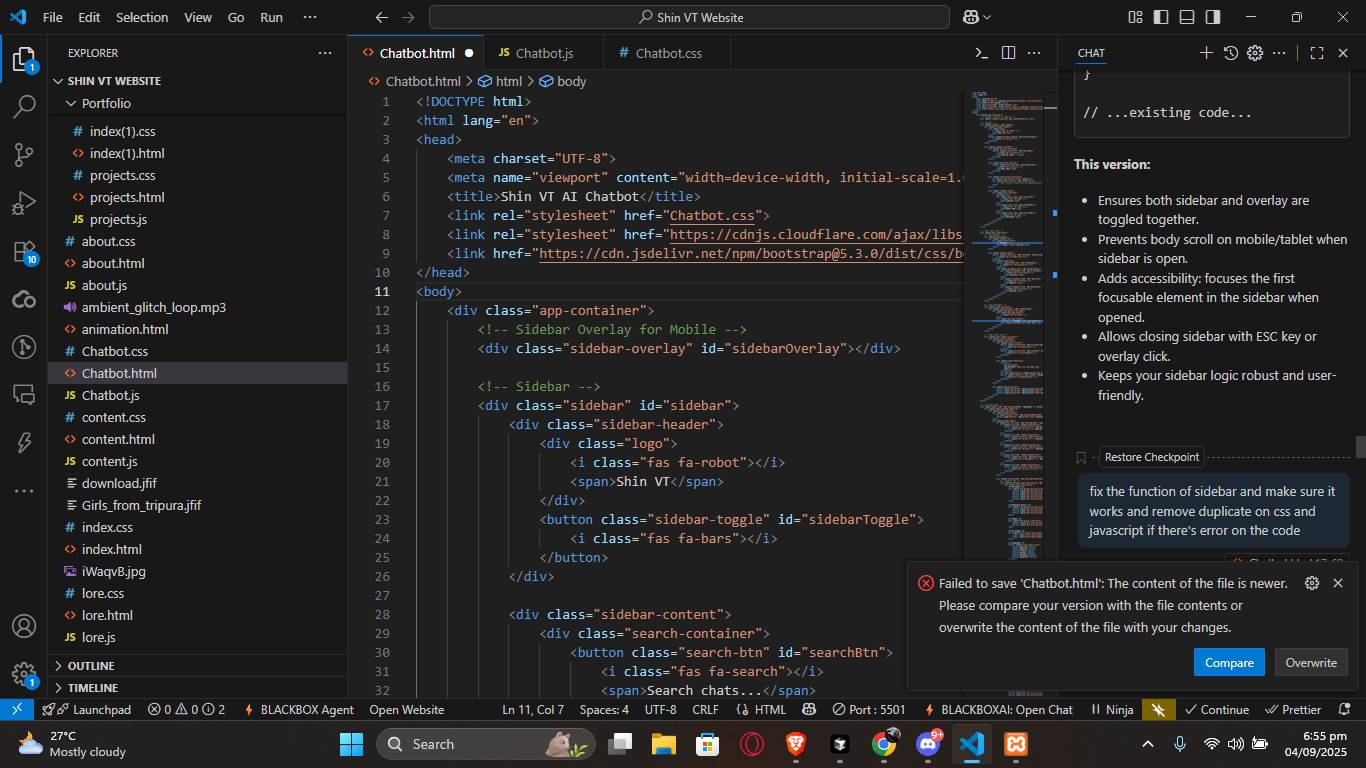 File Edit Selection View Go Run ···
Shin VT Website
EXPLORER
SHIN VT WEBSITE
Portfolio
index(1).css
index(1).html
projects.css
projects.html
projects.js
about.css
about.html
about.js
ambient_glitch_loop.mp3
animation.html
Chatbot.css
Chatbot.html
Chatbot.js
content.css
content.html
content.js
download.jfif
Girls_from_tripura.jfif
index.css
index.html
iWaqvB.jpg
lore.css
lore.html
lore.js
OUTLINE
TIMELINE
1
10
1
Chatbot.html
Chatbot.js
Chatbot.css
Chatbot.html > html > body
1 <!DOCTYPE html>
2 <html lang="en">
3 <head>
4 <meta charset="UTF-8">
5 <meta name="viewport" content="width=device-width, initial-scale=1.0
6 <title>Shin VT AI Chatbot</title>
7 <link rel="stylesheet" href="Chatbot.css">
8 <link rel="stylesheet" href="https://cdnjs.cloudflare.com/ajax/libs
9 <link href="https://cdn.jsdelivr.net/npm/bootstrap@5.3.0/dist/css/bo
10 </head>
11 <body>
12 <div class="app-container">
13 <!-- Sidebar Overlay for Mobile -->
14 <div class="sidebar-overlay" id="sidebarOverlay"></div>
15
16 <!-- Sidebar -->
17 <div class="sidebar" id="sidebar">
18 <div class="sidebar-header">
19 <div class="logo">
20 <i class="fas fa-robot"></i>
21 <span>Shin VT</span>
22 </div>
23 <button class="sidebar-toggle" id="sidebarToggle">
24 <i class="fas fa-bars"></i>
25 </button>
26 </div>
27
28 <div class="sidebar-content">
29 <div class="search-container">
30 <button class="search-btn" id="searchBtn">
31 <i class="fas fa-search"></i>
32 <span>Search chats...</span>
CHAT
}
// ...existing code...
This version:
• Ensures both sidebar and overlay are
toggled together.
• Prevents body scroll on mobile/tablet when
sidebar is open.
• Adds accessibility: focuses the first
focusable element in the sidebar when
opened.
• Allows closing sidebar with ESC key or
overlay click.
• Keeps your sidebar logic robust and user-
friendly.
Restore Checkpoint
fix the function of sidebar and make sure it
works and remove duplicate on css and
javascript if there's error on the code
Failed to save 'Chatbot.html': The content of the file is newer.
Please compare your version with the file contents or
overwrite the content of the file with your changes.
Compare Overwrite
Launchpad 0 0 2 BLACKBOX Agent Open Website Ln 11, Col 7 Spaces: 4 UTF-8 CRLF HTML Port : 5501 BLACKBOXAI: Open Chat Ninja Continue Prettier
27°C
Mostly cloudy
Search
9+
6:55 pm
04/09/2025